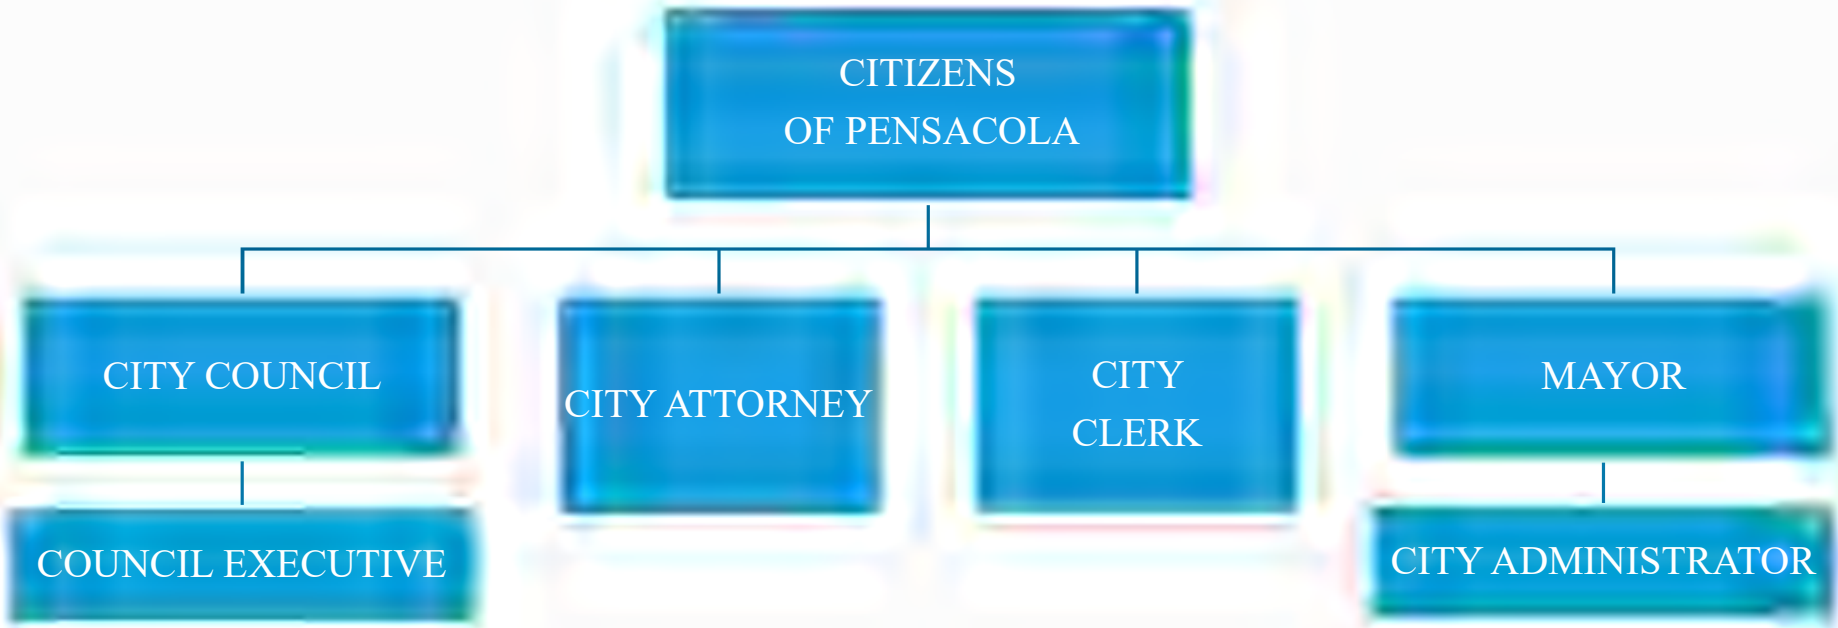 CITIZENS
OF PENSACOLA
CITY COUNCIL
CITY ATTORNEY
CITY
CLERK
MAYOR
COUNCIL EXECUTIVE
CITY ADMINISTRATOR